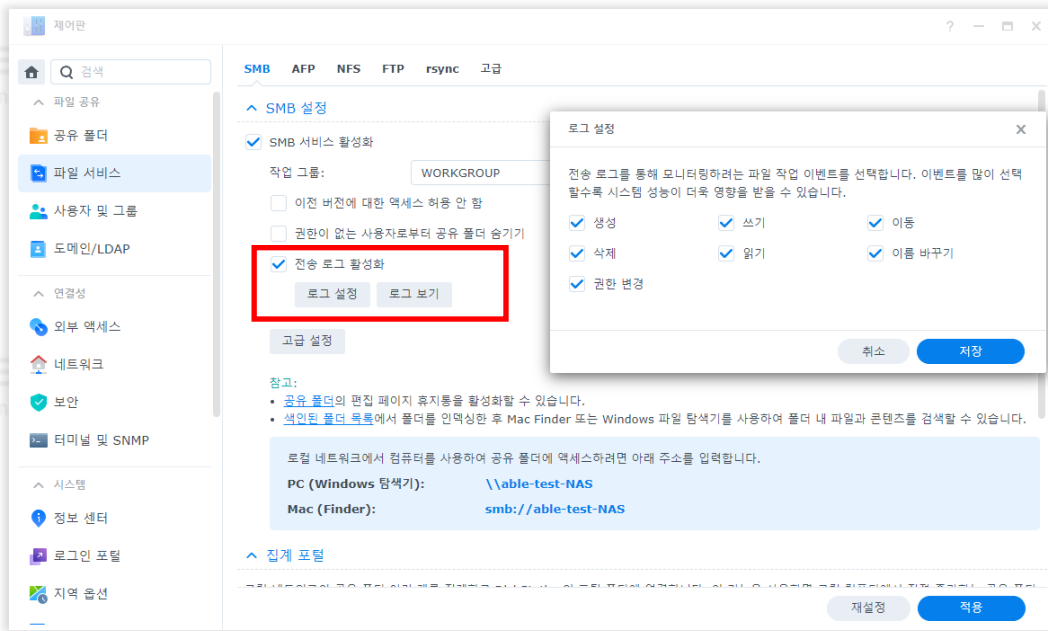 제어판
검색
파일 공유
공유 폴더
파일 서비스
사용자 및 그룹
도메인/LDAP
연결성
외부 액세스
네트워크
보안
터미널 및 SNMP
시스템
정보 센터
로그인 포털
지역 옵션
SMB AFP NFS FTP rsync 고급
SMB 설정
SMB 서비스 활성화
작업 그룹: WORKGROUP
이전 버전에 대한 액세스 허용 안 함
권한이 없는 사용자로부터 공유 폴더 숨기기
전송 로그 활성화
로그 설정 로그 보기
고급 설정
참고:
• 공유 폴더의 편집 페이지 휴지통을 활성화할 수 있습니다.
• 색인된 폴더 목록에서 폴더를 인덱싱한 후 Mac Finder 또는 Windows 파일 탐색기를 사용하여 폴더 내 파일과 콘텐츠를 검색할 수 있습니다.
로컬 네트워크에서 컴퓨터를 사용하여 공유 폴더에 액세스하려면 아래 주소를 입력합니다.
PC (Windows 탐색기): \\able-test-NAS
Mac (Finder): smb://able-test-NAS
집계 포털
재설정 적용
로그 설정
전송 로그를 통해 모니터링하려는 파일 작업 이벤트를 선택합니다. 이벤트를 많이 선택
할수록 시스템 성능이 더욱 영향을 받을 수 있습니다.
생성 쓰기 이동
삭제 읽기 이름 바꾸기
권한 변경
취소 저장